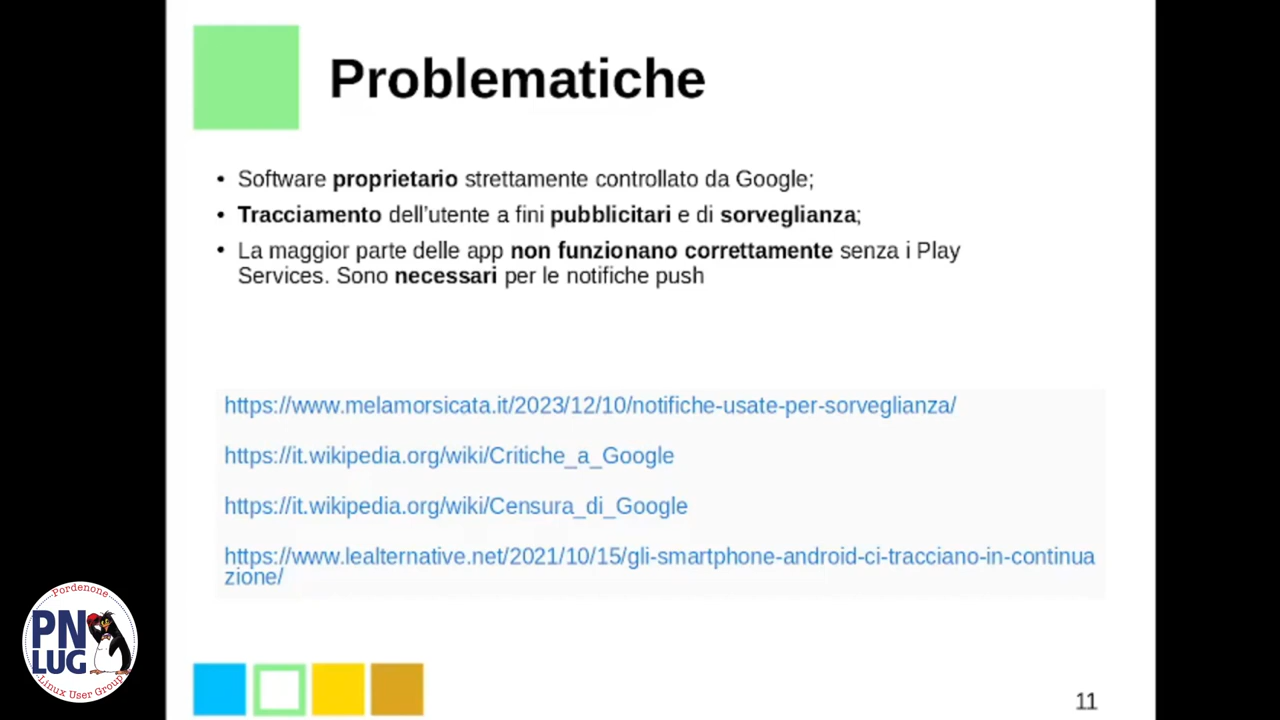 Problematiche
• Software proprietario strettamente controllato da Google;
• Tracciamento dell’utente a fini pubblicitari e di sorveglianza;
• La maggior parte delle app non funzionano correttamente senza i Play
Services. Sono necessari per le notifiche push
https://www.melamorsicata.it/2023/12/10/notifiche-usate-per-sorveglianza/
https://it.wikipedia.org/wiki/Critiche_a_Google
https://it.wikipedia.org/wiki/Censura_di_Google
https://www.lealternative.net/2021/10/15/gli-smartphone-android-ci-tracciano-in-continua
zione/
Pordenone
PN
LUG
Linux User Group
11